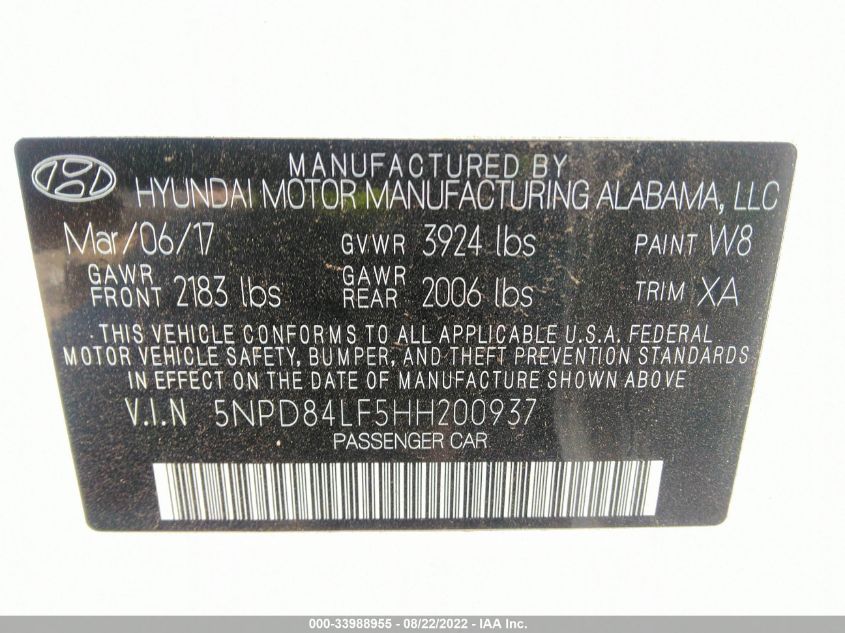 MANUFACTURED BY
HYUNDAI MOTOR MANUFACTURING ALABAMA, LLC
Mar/06/17 GVWR 3924 lbs PAINT W8
GAWR FRONT 2183 lbs GAWR REAR 2006 lbs TRIM XA
THIS VEHICLE CONFORMS TO ALL APPLICABLE U.S.A. FEDERAL
MOTOR VEHICLE SAFETY, BUMPER, AND THEFT PREVENTION STANDARDS
IN EFFECT ON THE DATE OF MANUFACTURE SHOWN ABOVE
V.I.N 5NPD84LF5HH200937
PASSENGER CAR
000-33988955 - 08/22/2022 - IAA Inc.